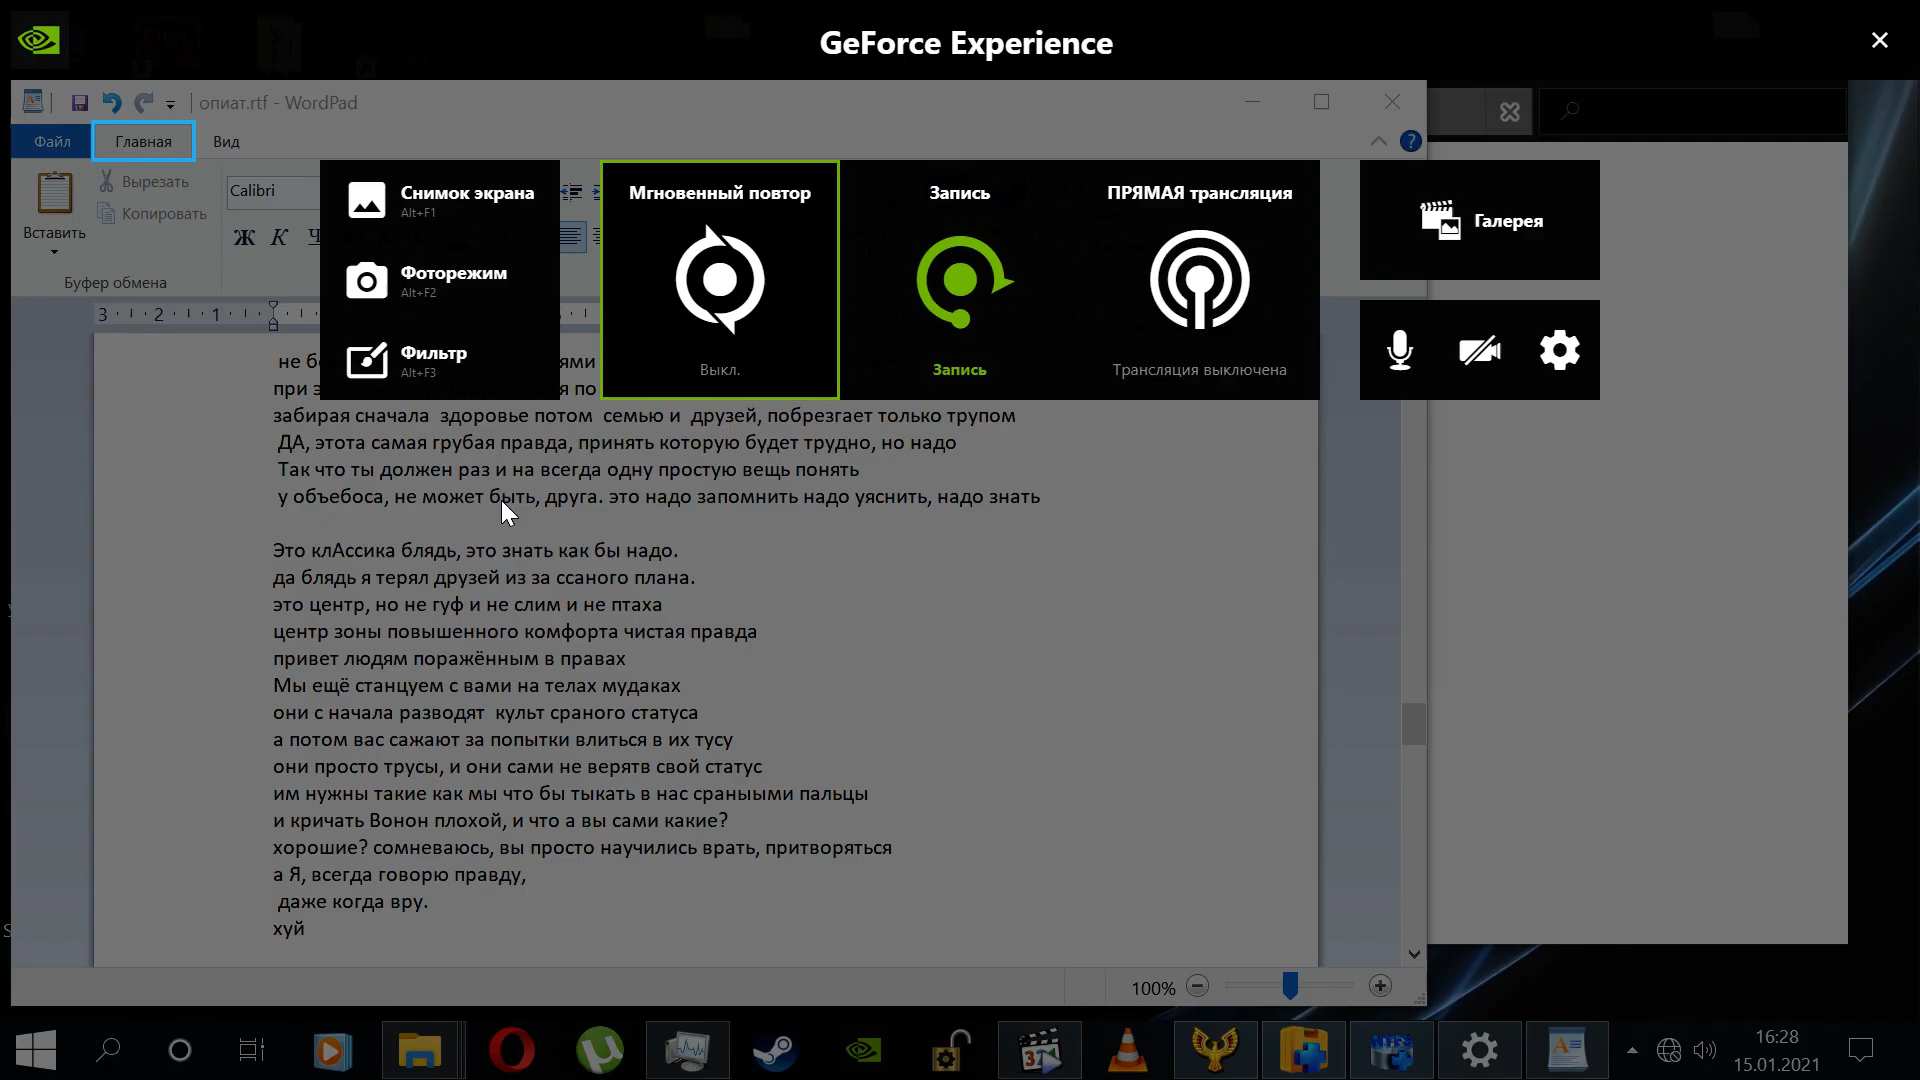 GeForce Experience
опиат.rtf - WordPad
Файл
Главная
Вид
Вставить
Вырезать
Копировать
Буфер обмена
Calibri
Ж К Ч
Снимок экрана
Alt+F1
Фоторежим
Alt+F2
Фильтр
Alt+F3
Мгновенный повтор
Выкл.
Запись
Запись
ПРЯМАЯ трансляция
Трансляция выключена
Галерея
3 2 1
не
при
забирая сначала здоровье потом семью и друзей, побрезгает только трупом
ДА, этота самая грубая правда, принять которую будет трудно, но надо
Так что ты должен раз и на всегда одну простую вещь понять
у объебоса, не может быть, друга. это надо запомнить надо уяснить, надо знать
Это клАссика блядь, это знать как бы надо.
да блядь я терял друзей из за ссаного плана.
это центр, но не гуф и не слим и не птаха
центр зоны повышенного комфорта чистая правда
привет людям поражённым в правах
Мы ещё станцуем с вами на телах мудаках
они с начала разводят культ сраного статуса
а потом вас сажают за попытки влиться в их тусу
они просто трусы, и они сами не верятв свой статус
им нужны такие как мы что бы тыкать в нас сраныыми пальцы
и кричать Вонон плохой, и что а вы сами какие?
хорошие? сомневаюсь, вы просто научились врать, притворяться
а Я, всегда говорю правду,
даже когда вру.
хуй
100%
16:28
15.01.2021